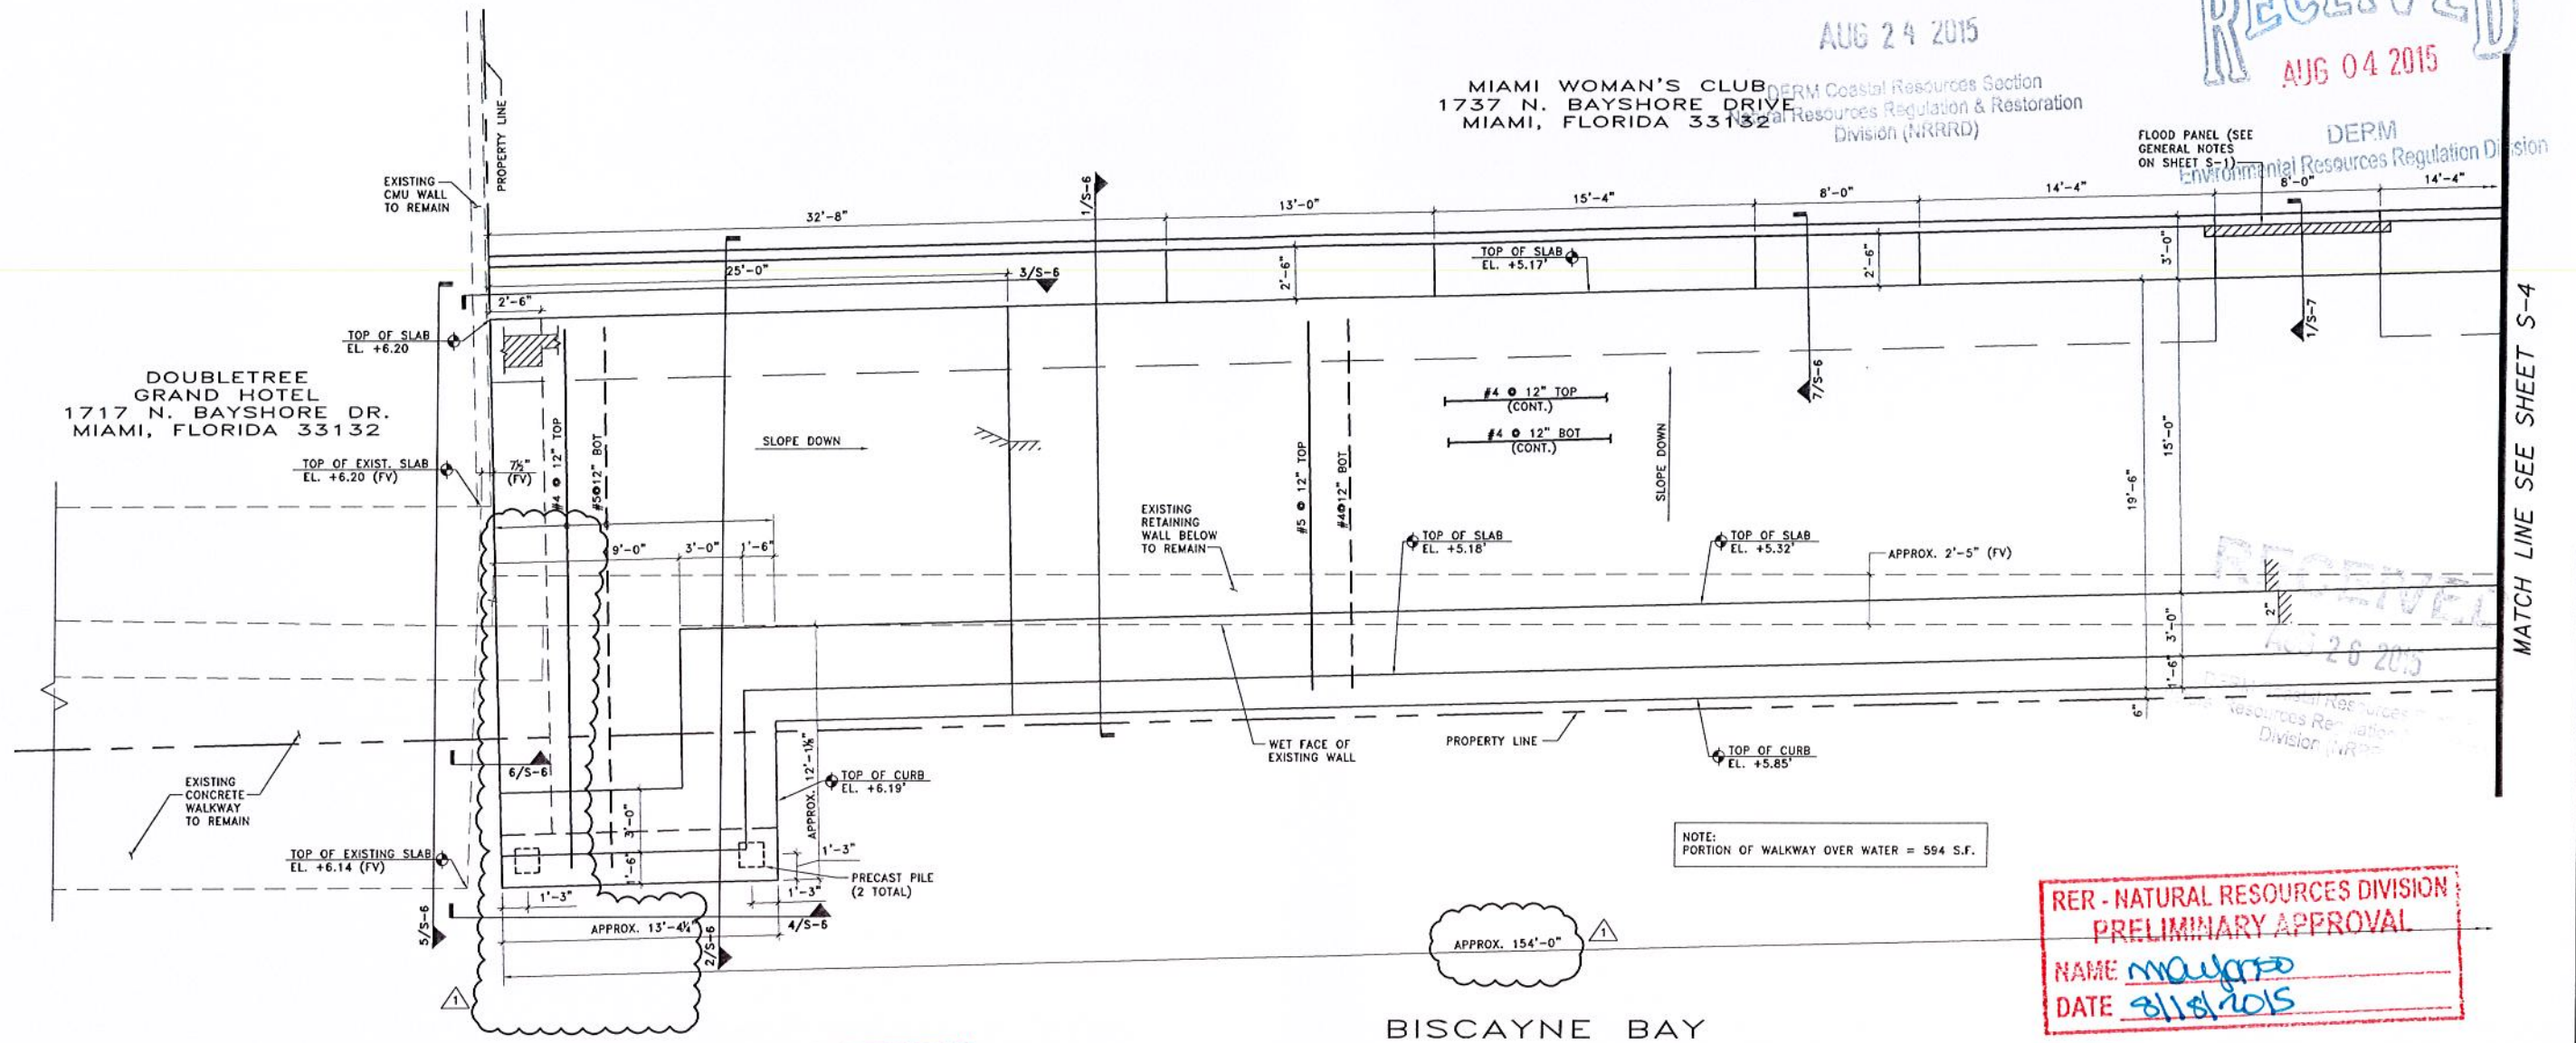 RECEIVED
AUG 04 2015
DERM
Environmental Resources Regulation Division
AUG 24 2015
DERM Coastal Resources Section
Natural Resources Regulation & Restoration
Division (NRRRD)
MIAMI WOMAN'S CLUB
1737 N. BAYSHORE DRIVE
MIAMI, FLORIDA 33132
FLOOD PANEL (SEE
GENERAL NOTES
ON SHEET S-1)
PROPERTY LINE
EXISTING
CMU WALL
TO REMAIN
32'-8"
1/S-6
13'-0"
15'-4"
8'-0"
14'-4"
8'-0"
14'-4"
25'-0"
3/S-6
2'-6"
2'-6"
TOP OF SLAB
EL. +5.17'
2'-6"
3'-0"
1/S-7
7/S-6
TOP OF SLAB
EL. +6.20
DOUBLETREE
GRAND HOTEL
1717 N. BAYSHORE DR.
MIAMI, FLORIDA 33132
TOP OF EXIST. SLAB
EL. +6.20 (FV)
7½"
(FV)
#4 @ 12" TOP
#5@12" BOT
SLOPE DOWN
#5 @ 12" TOP
#4@12" BOT
#4 @ 12" TOP
(CONT.)
#4 @ 12" BOT
(CONT.)
SLOPE DOWN
15'-0"
19'-6"
MATCH LINE SEE SHEET S-4
9'-0"
3'-0"
1'-6"
EXISTING
RETAINING
WALL BELOW
TO REMAIN
TOP OF SLAB
EL. +5.18'
TOP OF SLAB
EL. +5.32'
APPROX. 2'-5" (FV)
RECEIVED
AUG 26 2015
Division
2"
3'-0"
1'-6"
6"
WET FACE OF
EXISTING WALL
PROPERTY LINE
TOP OF CURB
EL. +5.85'
6/S-6
EXISTING
CONCRETE
WALKWAY
TO REMAIN
APPROX. 12'-1⅛"
TOP OF CURB
EL. +6.19'
3'-0"
1'-6"
TOP OF EXISTING SLAB
EL. +6.14 (FV)
1'-3"
1'-3"
1'-3"
PRECAST PILE
(2 TOTAL)
NOTE:
PORTION OF WALKWAY OVER WATER = 594 S.F.
5/S-6
APPROX. 13'-4¼"
2/S-6
4/S-6
1
APPROX. 154'-0"
1
BISCAYNE BAY
RER - NATURAL RESOURCES DIVISION
PRELIMINARY APPROVAL
NAME
DATE 8/18/2015